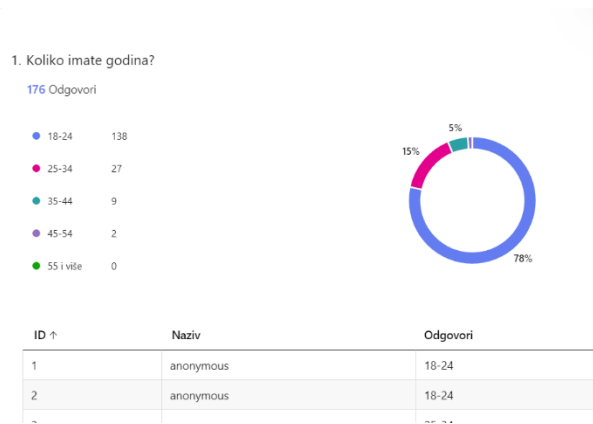 1. Koliko imate godina?
176 Odgovori
18-24 138
25-34 27
35-44 9
45-54 2
55 i više 0
5%
15%
78%
ID ↑ Naziv Odgovori
1 anonymous 18-24
2 anonymous 18-24